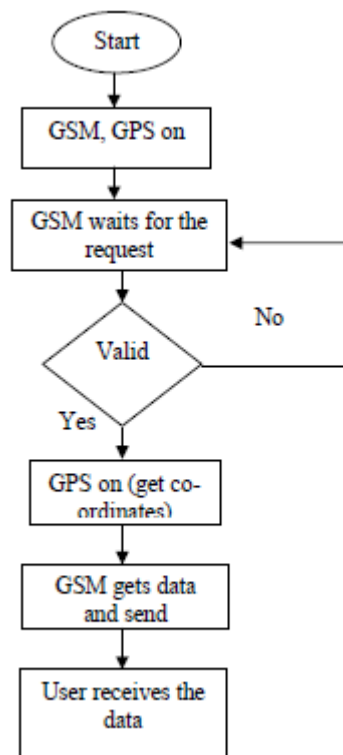 Start
GSM, GPS on
GSM waits for the
request
Valid
No
Yes
GPS on (get co-
ordinates)
GSM gets data
and send
User receives the
data